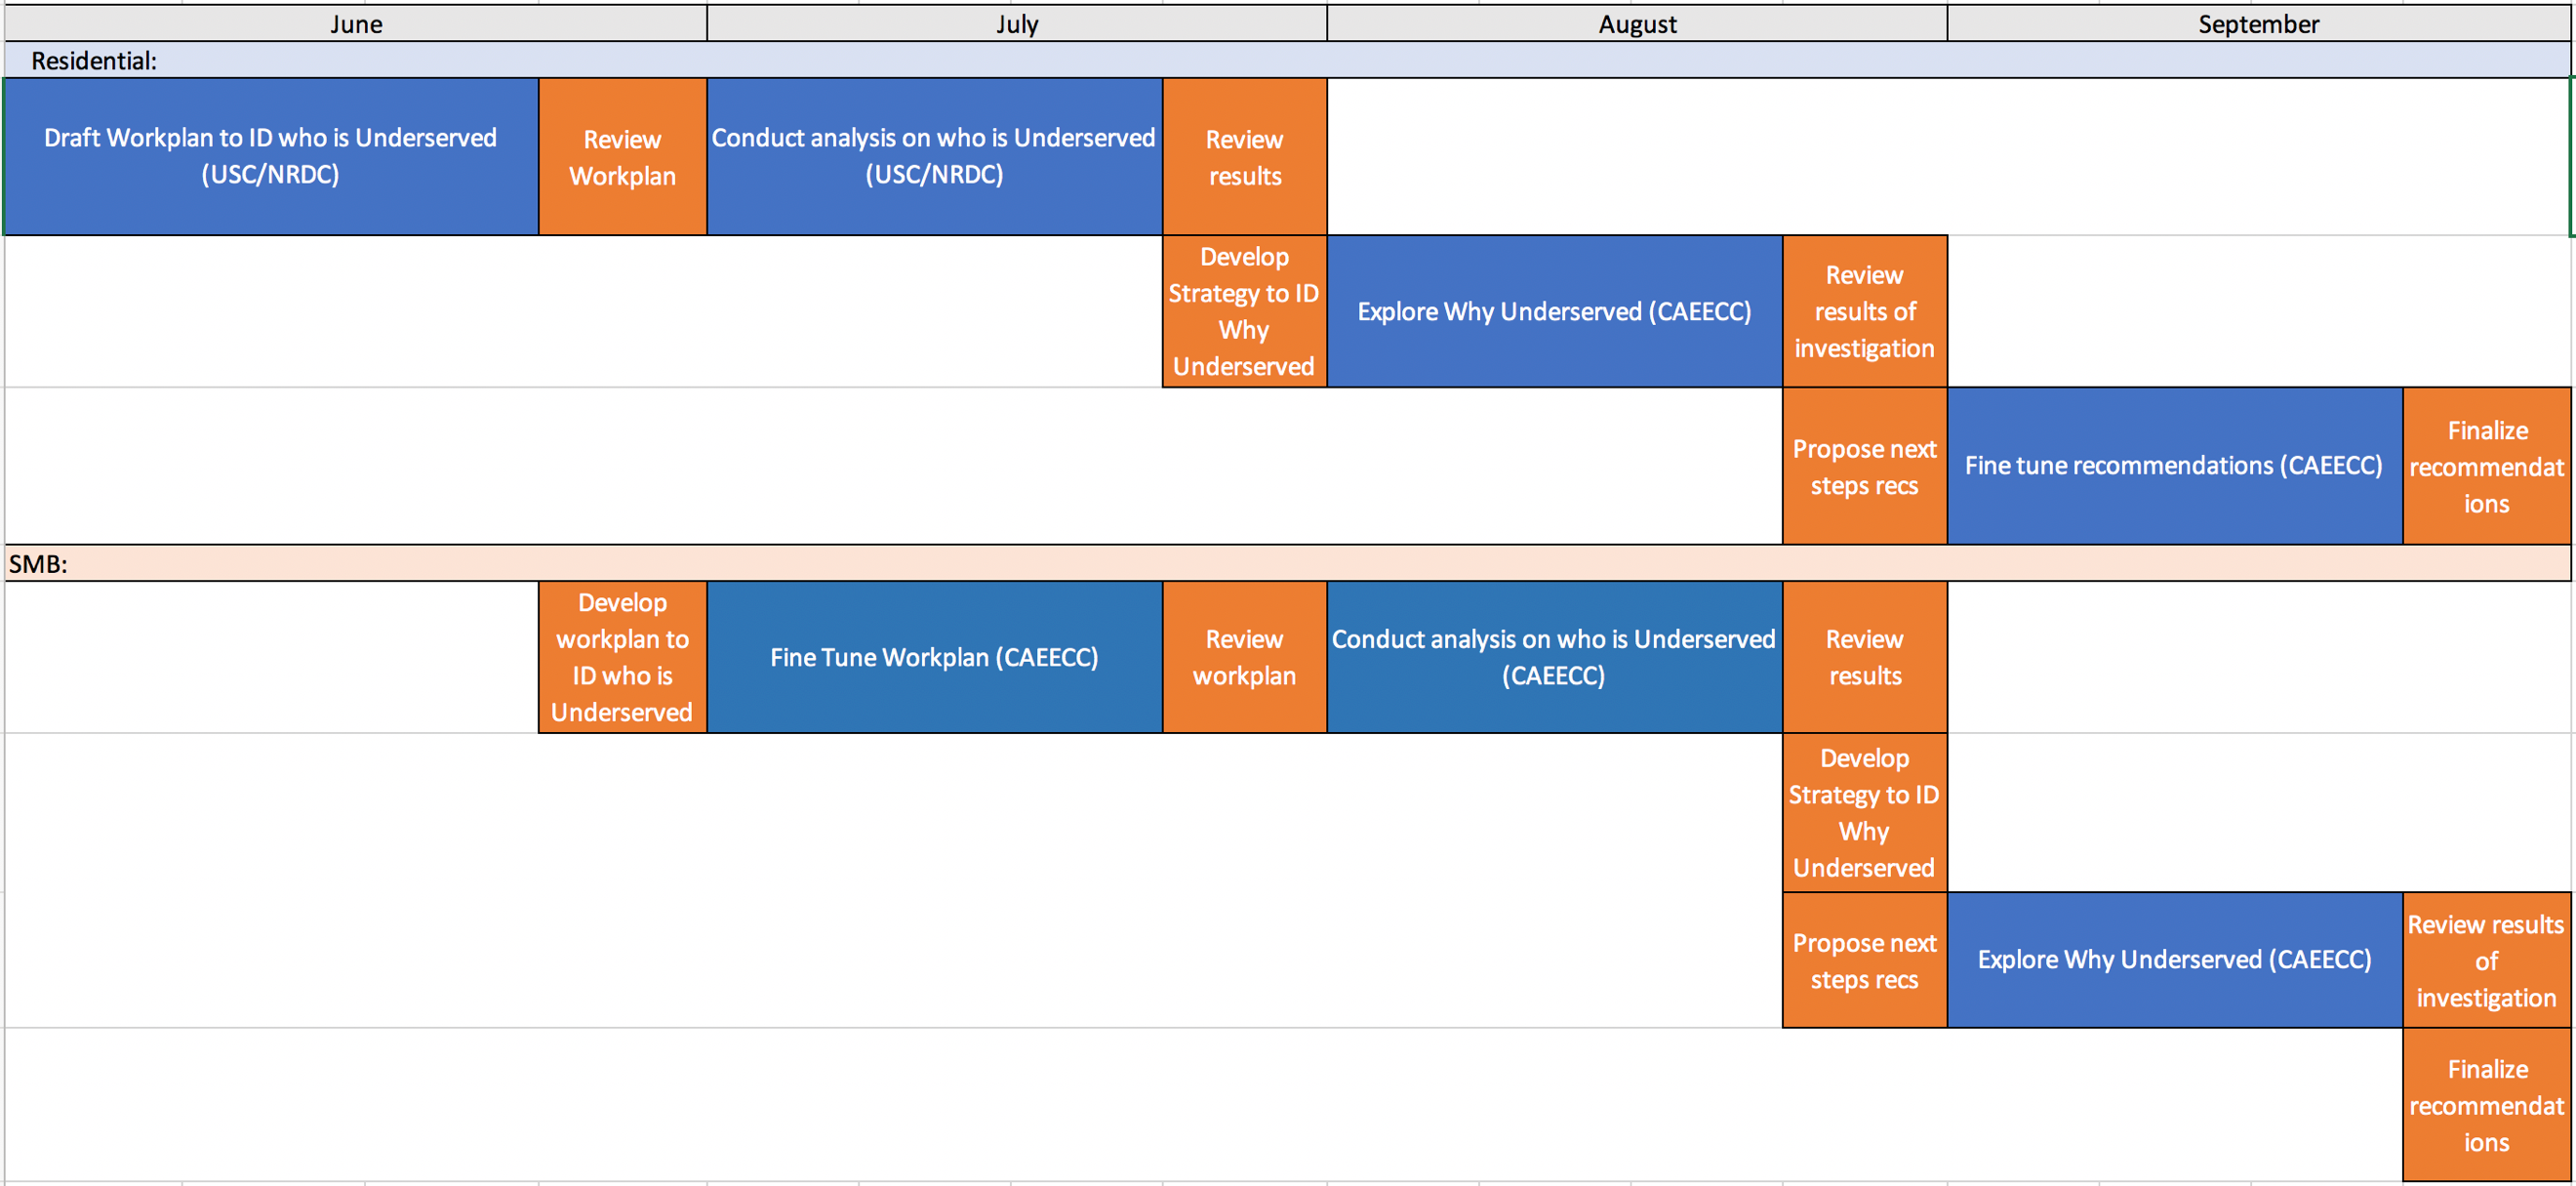 June
July
August
September
Residential:
Draft Workplan to ID who is Underserved
(USC/NRDC)
Review
Workplan
Conduct analysis on who is Underserved
(USC/NRDC)
Review
results
Develop
Strategy to ID
Why
Underserved
Explore Why Underserved (CAEECC)
Review
results of
investigation
Propose next
steps recs
Fine tune recommendations (CAEECC)
Finalize
recommendat
ions
SMB:
Develop
workplan to
ID who is
Underserved
Fine Tune Workplan (CAEECC)
Review
workplan
Conduct analysis on who is Underserved
(CAEECC)
Review
results
Develop
Strategy to ID
Why
Underserved
Propose next
steps recs
Explore Why Underserved (CAEECC)
Review results
of
investigation
Finalize
recommendat
ions